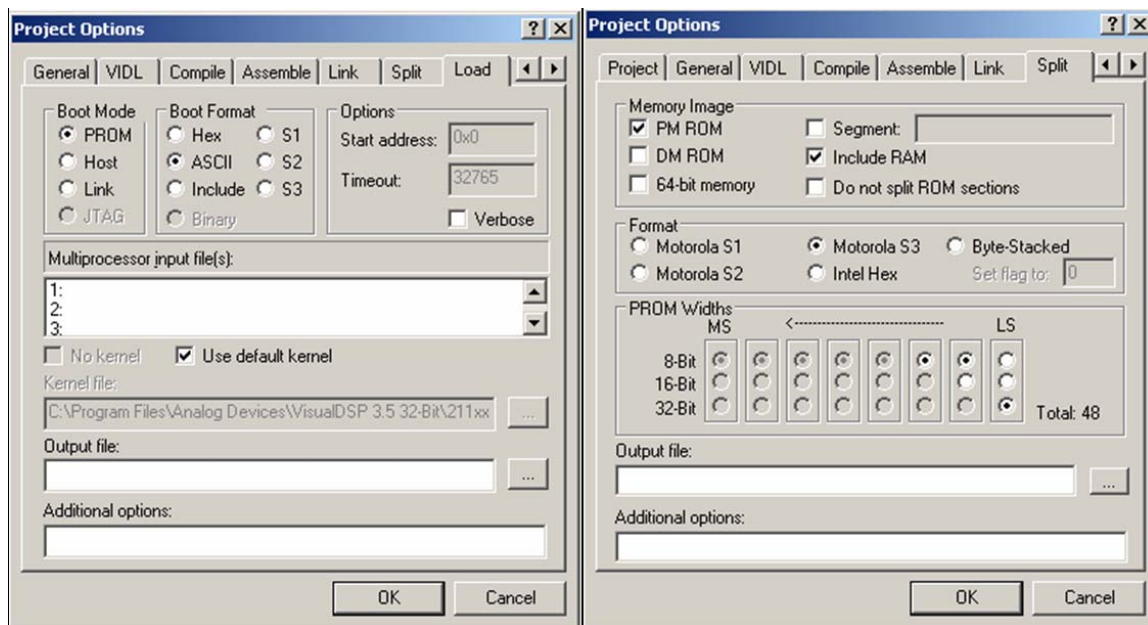 Project Options
General VIDL Compile Assemble Link Split Load
Boot Mode
PROM
Host
Link
JTAG
Boot Format
Hex S1
ASCII S2
Include S3
Binary
Options
Start address: 0x0
Timeout: 32765
Verbose
Multiprocessor input file(s):
1:
2:
3:
No kernel Use default kernel
Kernel file:
C:\Program Files\Analog Devices\VisualDSP 3.5 32-Bit\211xx
...
Output file:
...
Additional options:
OK Cancel
Project Options
Project General VIDL Compile Assemble Link Split
Memory Image
PM ROM Segment:
DM ROM Include RAM
64-bit memory Do not split ROM sections
Format
Motorola S1 Motorola S3 Byte-Stacked
Motorola S2 Intel Hex Set flag to: 0
PROM Widths
MS <----------------------- LS
8-Bit
16-Bit
32-Bit
Total: 48
Output file:
...
Additional options:
OK Cancel